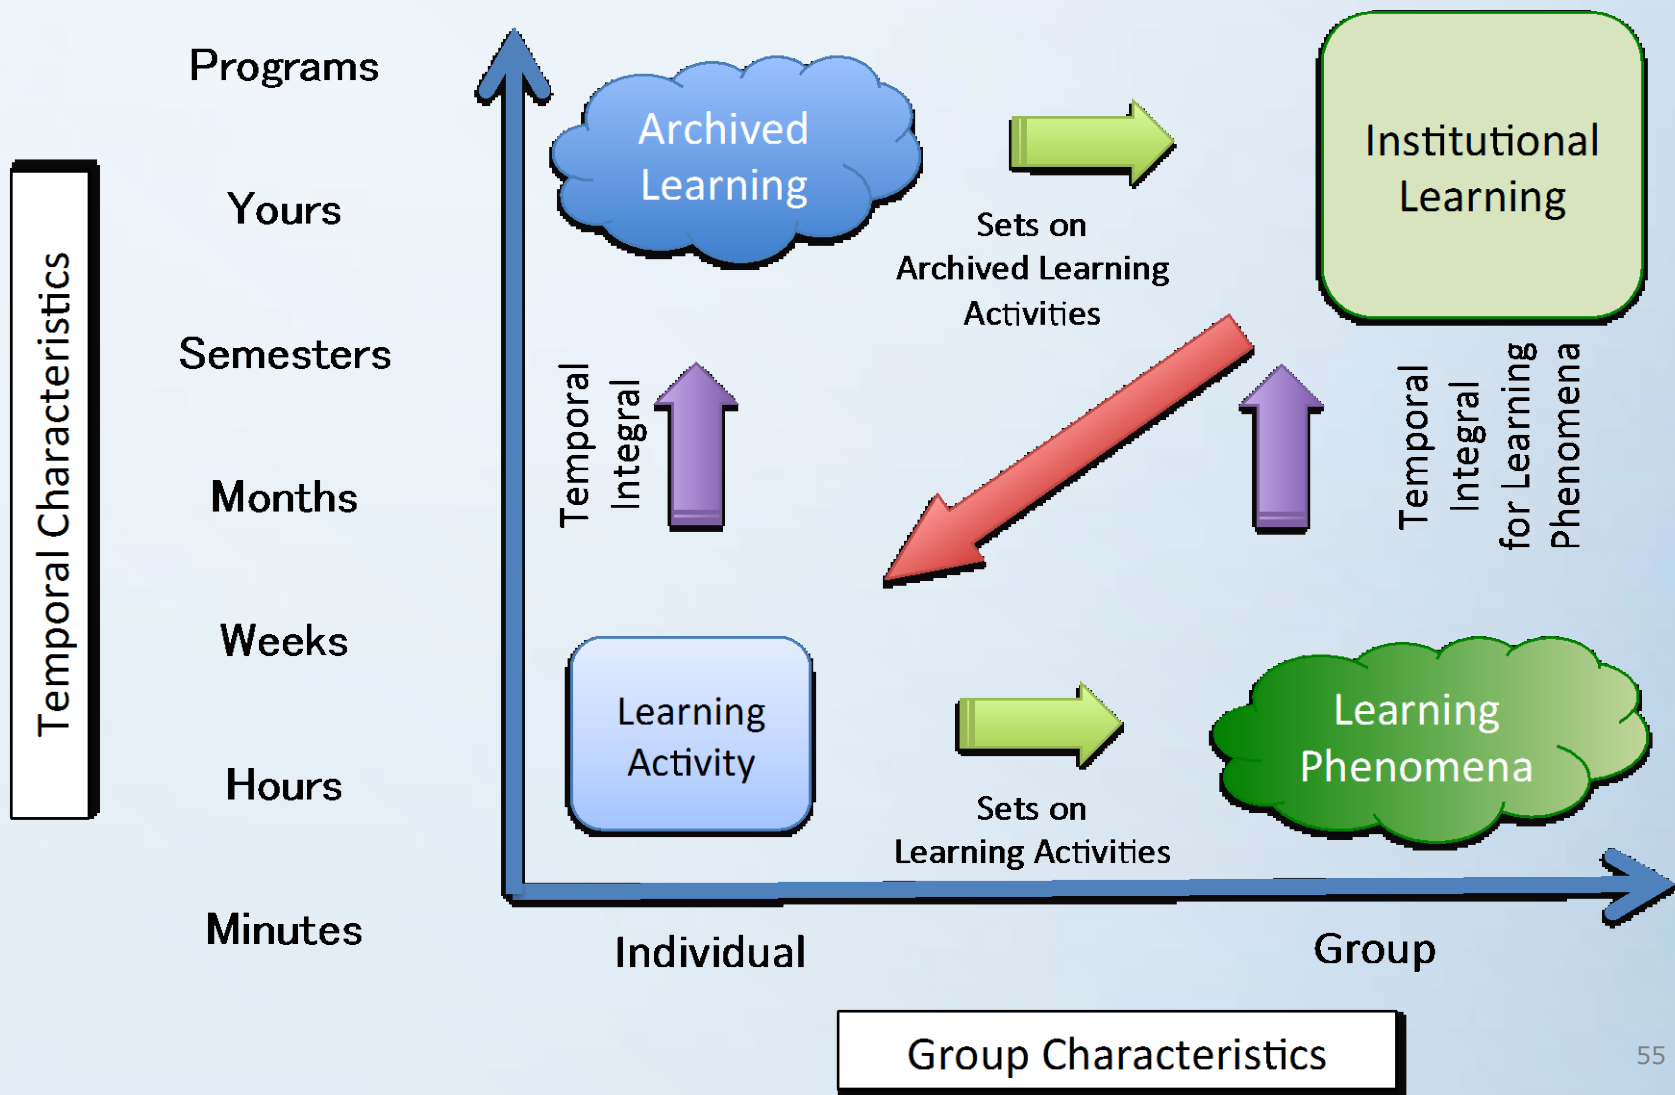 Programs
Yours
Semesters
Months
Weeks
Hours
Minutes
Temporal Characteristics
Archived
Learning
Sets on
Archived Learning
Activities
Institutional
Learning
Temporal
Integral
Temporal
Integral
for Learning
Phenomena
Learning
Activity
Sets on
Learning Activities
Learning
Phenomena
Individual
Group
Group Characteristics
55